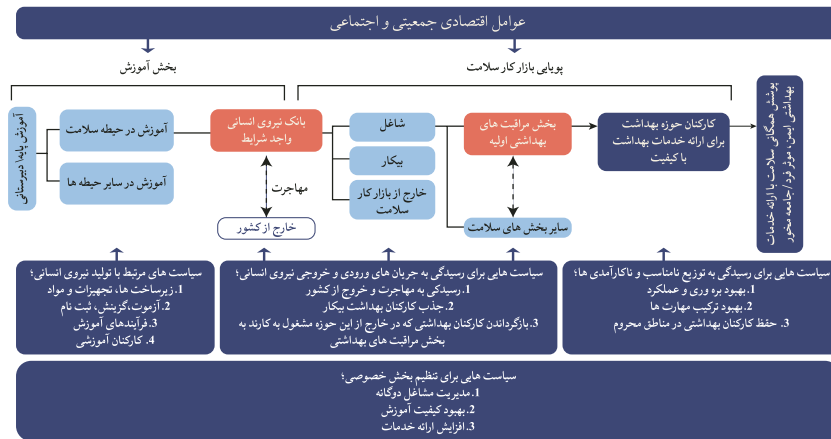 عوامل اقتصادی جمعیتی و اجتماعی
بخش آموزش
پویایی بازار کار سلامت
آموزش پایه/ دبیرستانی
آموزش در حیطه سلامت
آموزش در سایر حیطه ها
بانک نیروی انسانی
واجد شرایط
مهاجرت
خارج از کشور
شاغل
بیکار
خارج از بازار کار
سلامت
بخش مراقبت های
بهداشتی اولیه
سایر بخش های سلامت
کارکنان حوزه بهداشت
برای ارائه خدمات بهداشت
با کیفیت
پوشش همگانی سلامت با ارائه خدمات
بهداشتی ایمن، موثر فرد / جامعه محور
سیاست های مرتبط با تولید نیروی انسانی؛
1. زیرساخت ها، تجهیزات و مواد
2. آزموت،گزینش، ثبت نام
3. فرآیندهای آموزش
4. کارکنان آموزشی
سیاست هایی برای رسیدگی به جریان های ورودی و خروجی نیروی انسانی؛
1. رسیدکی به مهاجرت و خروج از کشور
2. جذب کارکنان بهداشت بیکار
3. بازگرداندن کارکنان بهداشتی که در خارج از این حوزه مشغول به کارند به
بخش مراقبت های بهداشتی
سیاست هایی برای رسیدگی به توزیع نامناسب و ناکارآمدی ها؛
1. بهبود بره وری و عملکرد
2. بهبود ترکیب مهارت ها
3. حفظ کارکنان بهداشتی در مناطق محروم
سیاست هایی برای تنظیم بخش خصوصی؛
1. مدیریت مشاغل دوگانه
2. بهبود کیفیت آموزش
3. افزایش ارائه خدمات